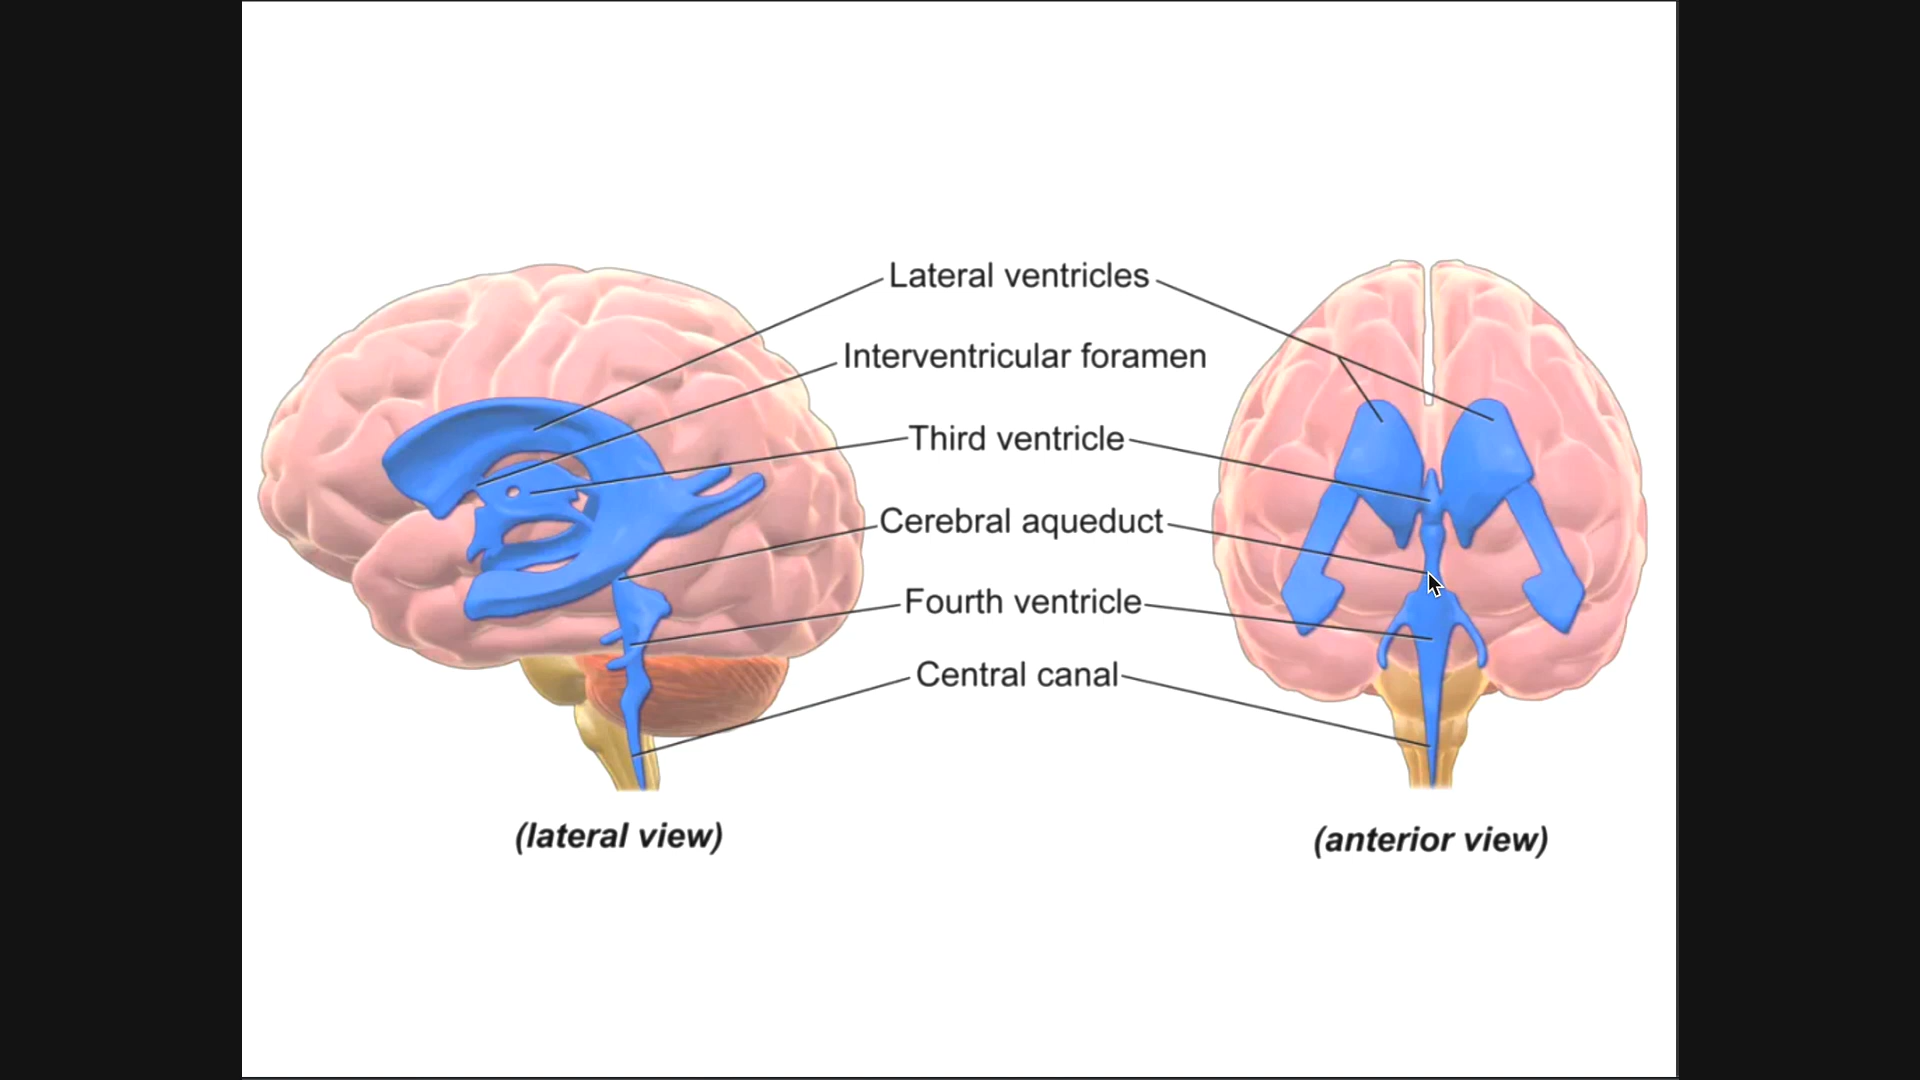 Lateral ventricles
Interventricular foramen
Third ventricle
Cerebral aqueduct
Fourth ventricle
Central canal
(lateral view)
(anterior view)